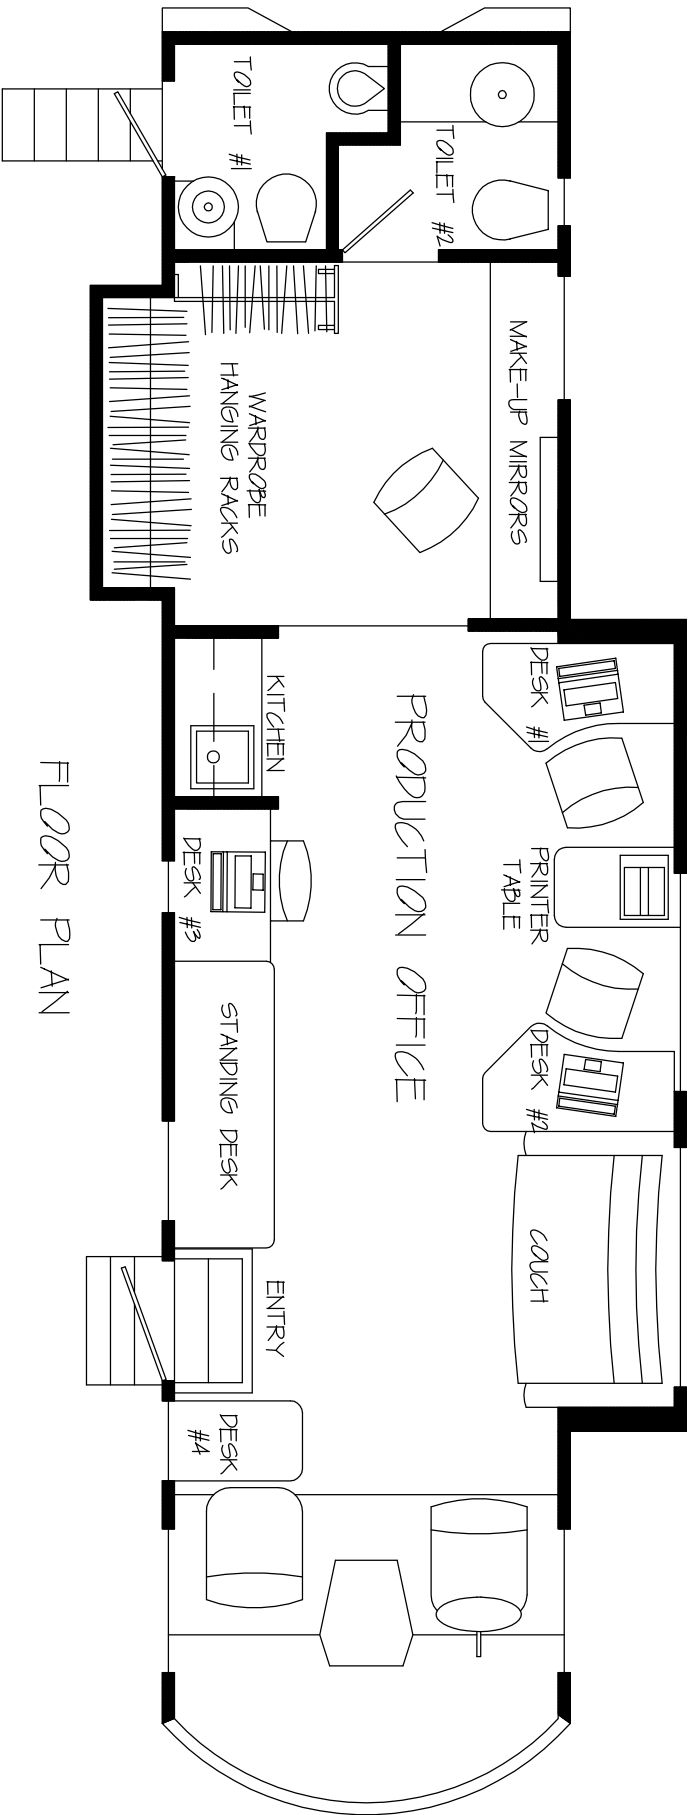 TOILET #1
TOILET #2
MAKE-UP MIRRORS
WARDROBE
HANGING RACKS
DESK #1
KITCHEN
PRODUCTION OFFICE
PRINTER
TABLE
DESK #3
DESK #2
STANDING DESK
COUCH
ENTRY
DESK
#4
FLOOR PLAN